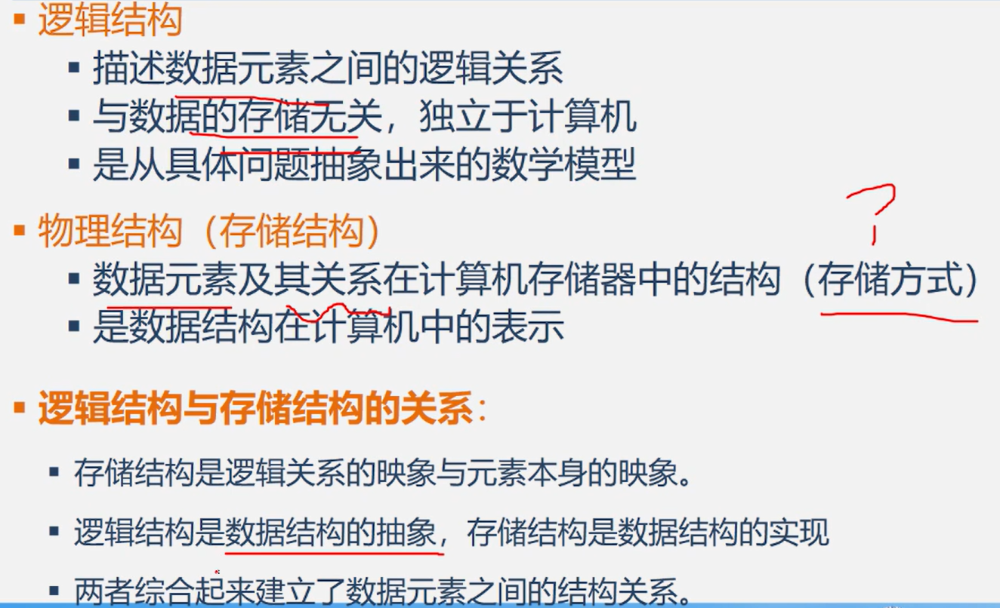 ▪ 逻辑结构
▪ 描述数据元素之间的逻辑关系
▪ 与数据的存储无关，独立于计算机
▪ 是从具体问题抽象出来的数学模型
?
▪ 物理结构（存储结构）
▪ 数据元素及其关系在计算机存储器中的结构（存储方式）
▪ 是数据结构在计算机中的表示
▪ 逻辑结构与存储结构的关系：
▪ 存储结构是逻辑关系的映象与元素本身的映象。
▪ 逻辑结构是数据结构的抽象，存储结构是数据结构的实现
▪ 两者综合起来建立了数据元素之间的结构关系。